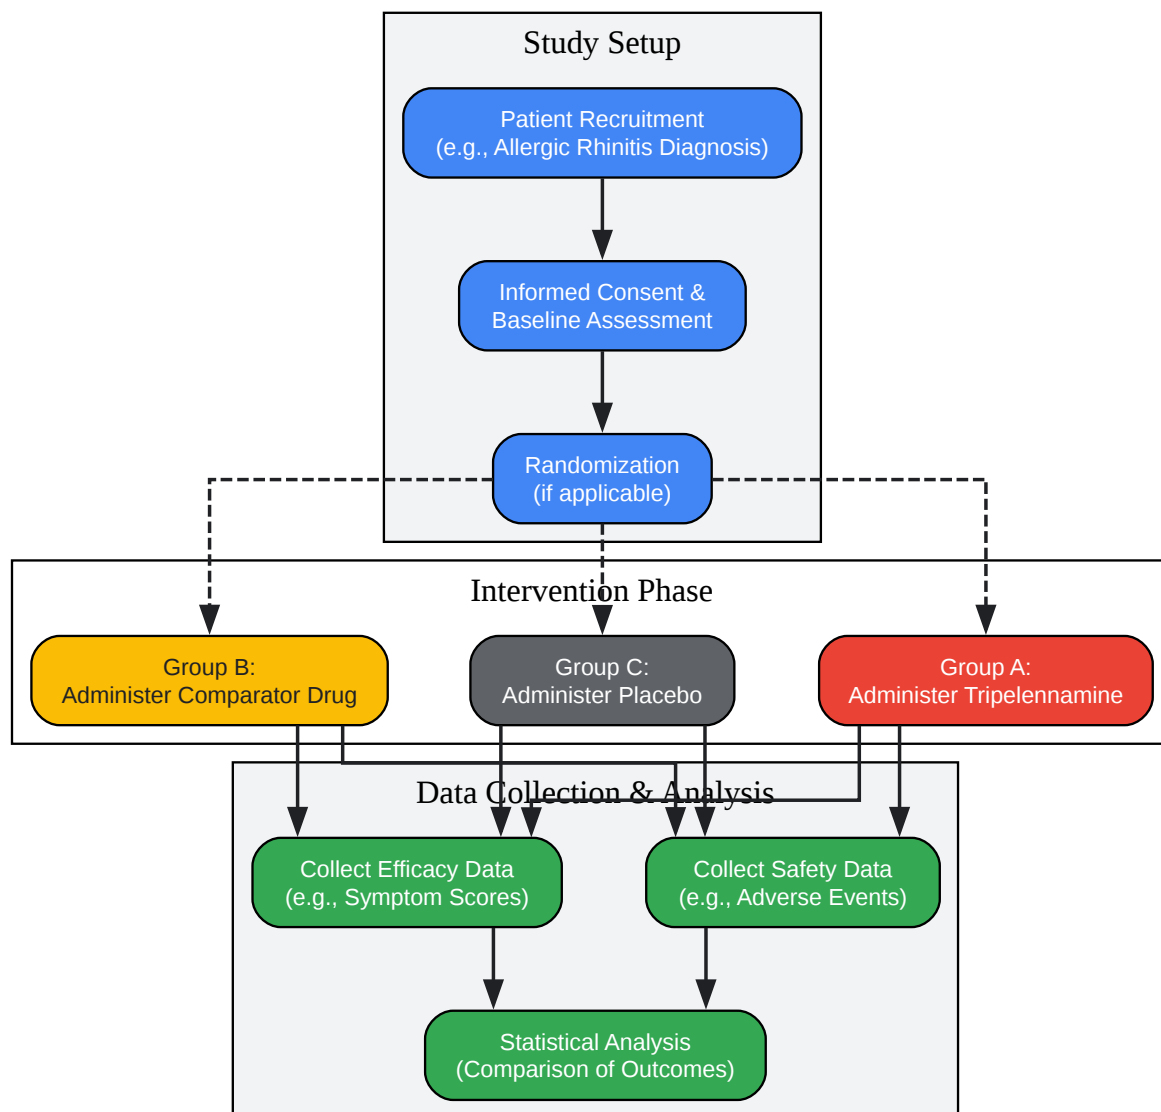 Study Setup
Patient Recruitment
(e.g., Allergic Rhinitis Diagnosis)
Informed Consent &
Baseline Assessment
Randomization
(if applicable)
Intervention Phase
Group B:
Administer Comparator Drug
Group C:
Administer Placebo
Group A:
Administer Tripelennamine
Data Collection & Analysis
Collect Efficacy Data
(e.g., Symptom Scores)
Collect Safety Data
(e.g., Adverse Events)
Statistical Analysis
(Comparison of Outcomes)